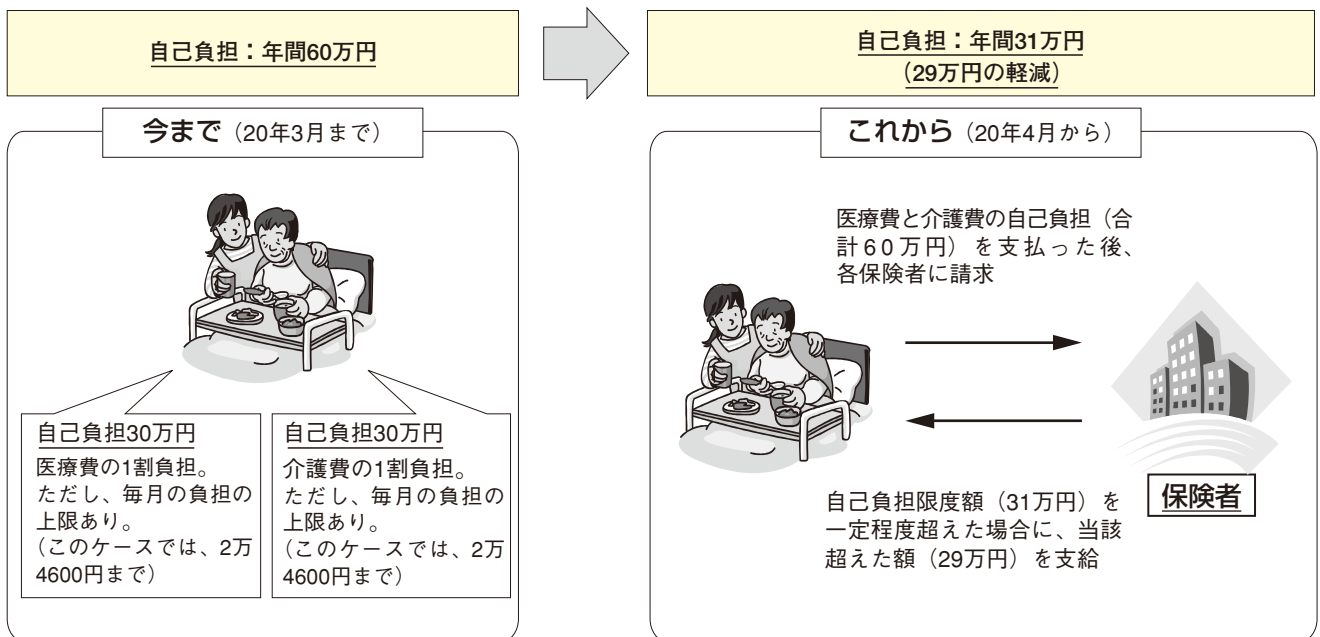 自己負担：年間60万円
自己負担：年間31万円
（29万円の軽減）
今まで（20年3月まで）
自己負担30万円
医療費の1割負担。
ただし、毎月の負担の
上限あり。
（このケースでは、2万
4600円まで）
自己負担30万円
介護費の1割負担。
ただし、毎月の負担の
上限あり。
（このケースでは、2万
4600円まで）
これから（20年4月から）
医療費と介護費の自己負担（合
計60万円）を支払った後、
各保険者に請求
保険者
自己負担限度額（31万円）を
一定程度超えた場合に、当該
超えた額（29万円）を支給